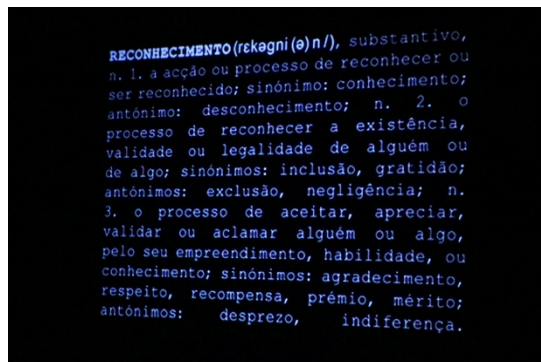 RECONHECIMENTO (rɛkəgni (ə) n /), substantivo,
n. 1. a acção ou processo de reconhecer ou
ser reconhecido; sinónimo: conhecimento;
antónimo: desconhecimento; n. 2. o
processo de reconhecer a existência,
validade ou legalidade de alguém ou
de algo; sinónimos: inclusão, gratidão;
antónimos: exclusão, negligência; n.
3. o processo de aceitar, apreciar,
validar ou aclamar alguém ou algo,
pelo seu empreendimento, habilidade, ou
conhecimento; sinónimos: agradecimento,
respeito, recompensa, prémio, mérito;
antónimos: desprezo, indiferença.